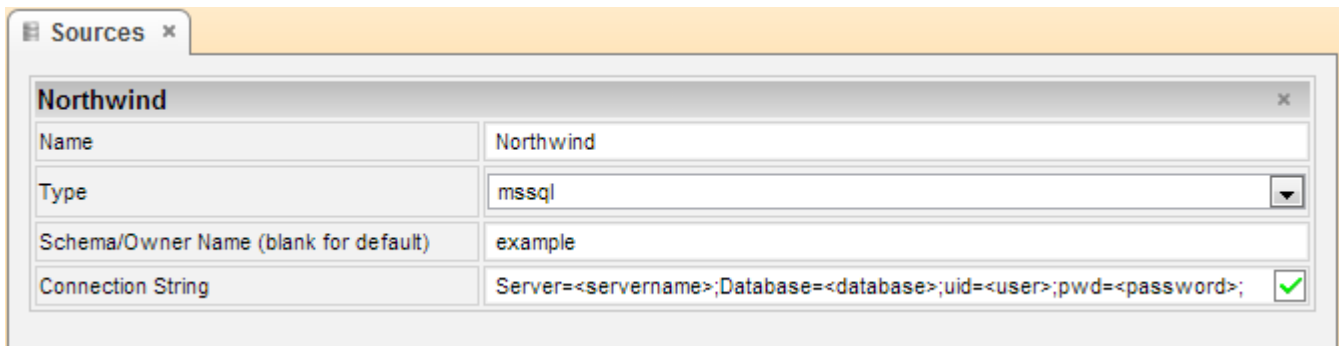 Sources
Northwind
Name Northwind
Type mssql
Schema/Owner Name (blank for default) example
Connection String Server=<servername>;Database=<database>;uid=<user>;pwd=<password>;